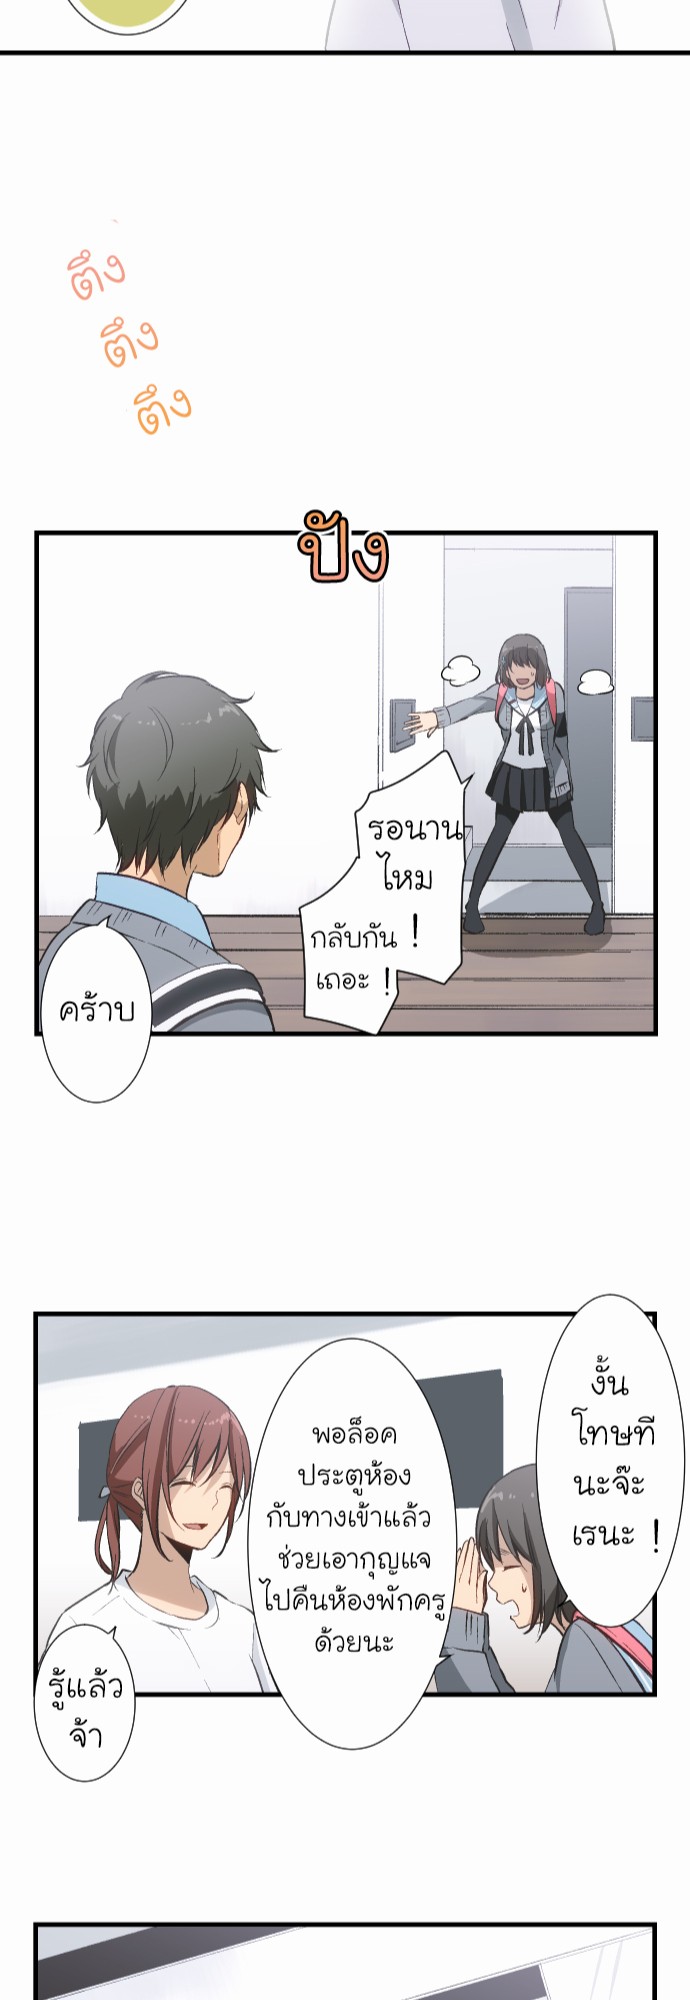 ตึง
ตึง
ตึง
ปัง
รอนาน
ไหม
กลับกัน !
เถอะ !
คร้าบ
งั้น
โทษที
นะจ๊ะ
เรนะ !
พอล็อค
ประตูห้อง
กับทางเข้าแล้ว
ช่วยเอากุญแจ
ไปคืนห้องพักครู
ด้วยนะ
รู้แล้ว
จ้า